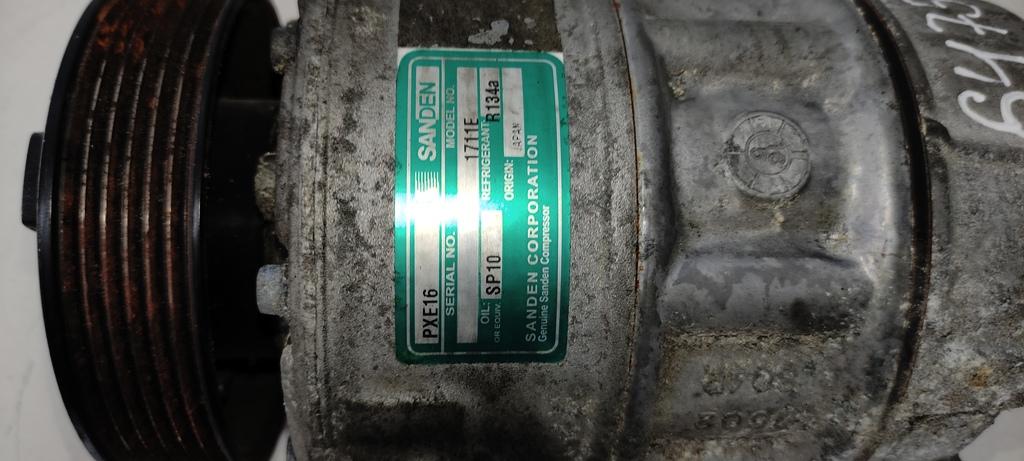 PXE16
SANDEN
SERIAL NO.
MODEL NO.
1711E
OIL:
SP10
REFRIGERANT
R134a
OR EQUIV.
ORIGIN:
JAPAN
SANDEN CORPORATION
Genuine Sanden Compressor